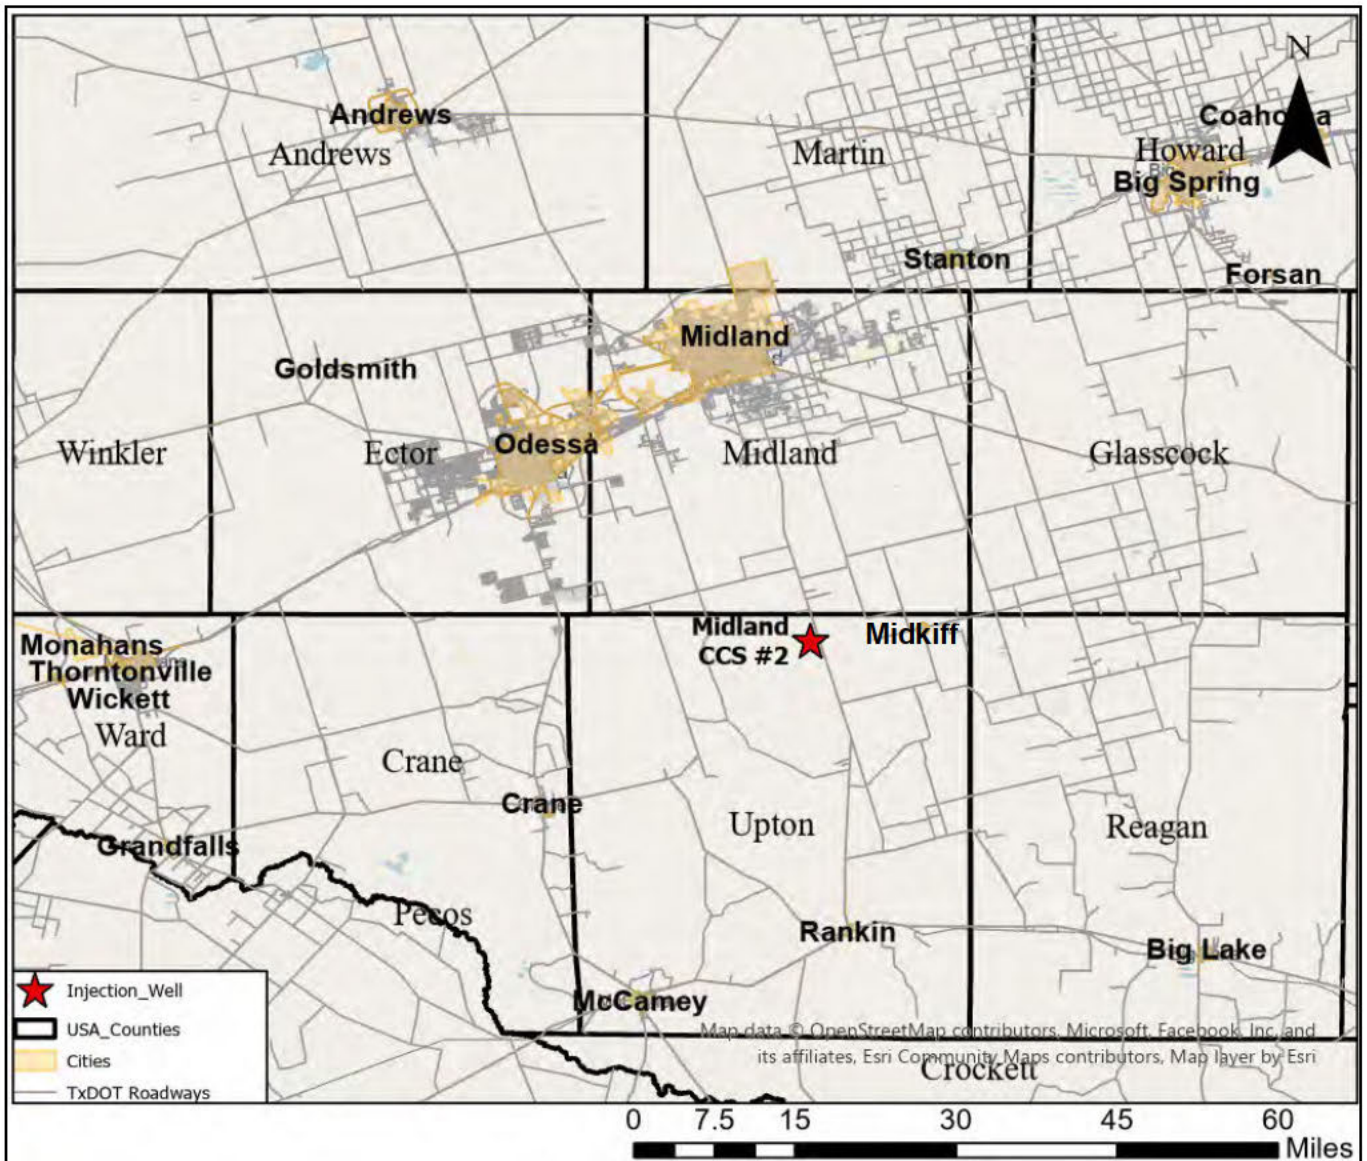 N
Andrews
Andrews
Martin
Coaho a
Howard
Big Spring
Stanton
Forsan
Midland
Goldsmith
Odessa
Winkler
Ector
Midland
Glasscock
Midland
CCS #2
Midkiff
Monahans
Thorntonville
Wickett
Ward
Crane
Crane
Upton
Reagan
Grandfalls
Pecos
Rankin
Big Lake
McCamey
Injection_Well
USA_Counties
Cities
TxDOT Roadways
Map data © OpenStreetMap contributors, Microsoft, Facebook, Inc. and
its affiliates, Esri Community Maps contributors, Map layer by Esri
Crockett
0 7.5 15 30 45 60
Miles